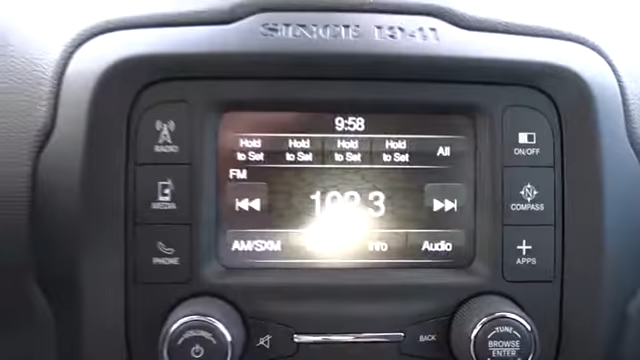 SINCE 1941
9:58
Hold to Set Hold to Set Hold to Set Hold to Set All
FM
AM/SXM Info Audio
RADIO
MEDIA
PHONE
ON/OFF
N
COMPASS
APPS
BACK
TUNE
BROWSE
ENTER